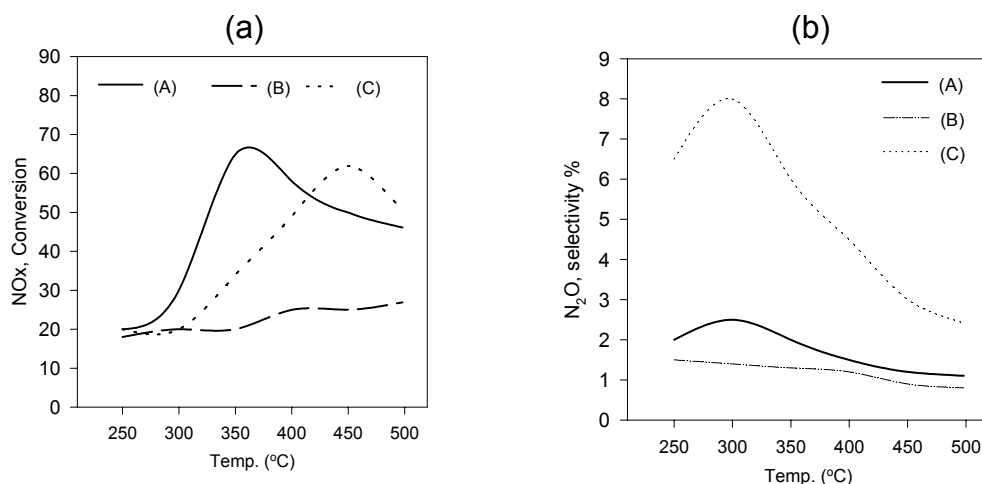 (a)
90
80
70
60
50
40
30
20
10
0
NOx, Conversion
(A) (B) (C)
250 300 350 400 450 500
Temp. (ºC)
(b)
9
8
7
6
5
4
3
2
1
0
N₂O, selectivity %
(A)
(B)
(C)
250 300 350 400 450 500
Temp. (ºC)